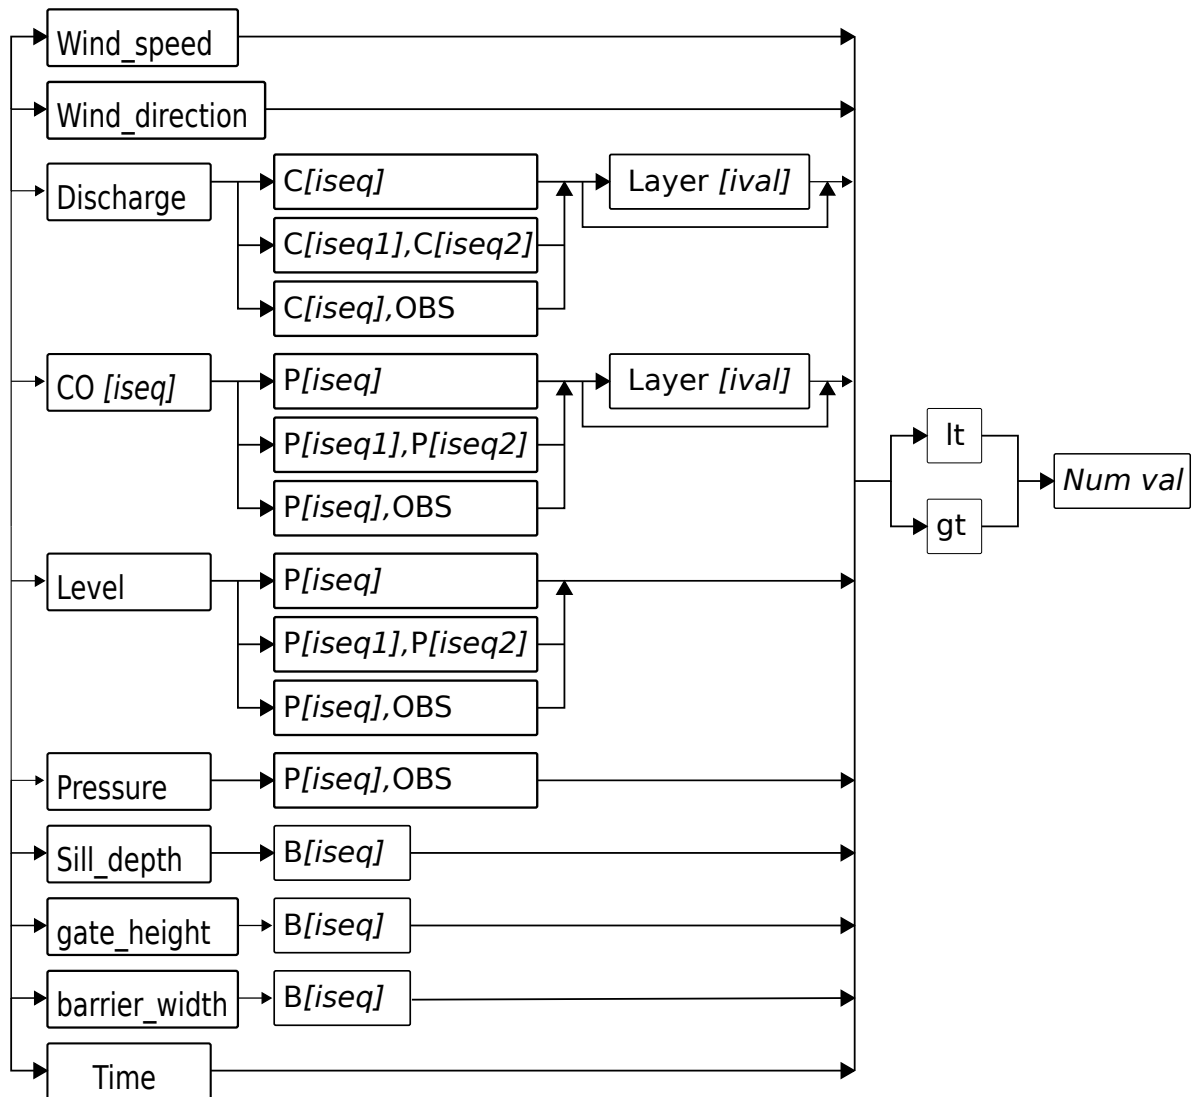 Wind_speed
Wind_direction
Discharge
C[iseq]
Layer [ival]
C[iseq1],C[iseq2]
C[iseq],OBS
CO [iseq]
P[iseq]
Layer [ival]
P[iseq1],P[iseq2]
P[iseq],OBS
lt
gt
Num val
Level
P[iseq]
P[iseq1],P[iseq2]
P[iseq],OBS
Pressure
P[iseq],OBS
Sill_depth
B[iseq]
gate_height
B[iseq]
barrier_width
B[iseq]
Time